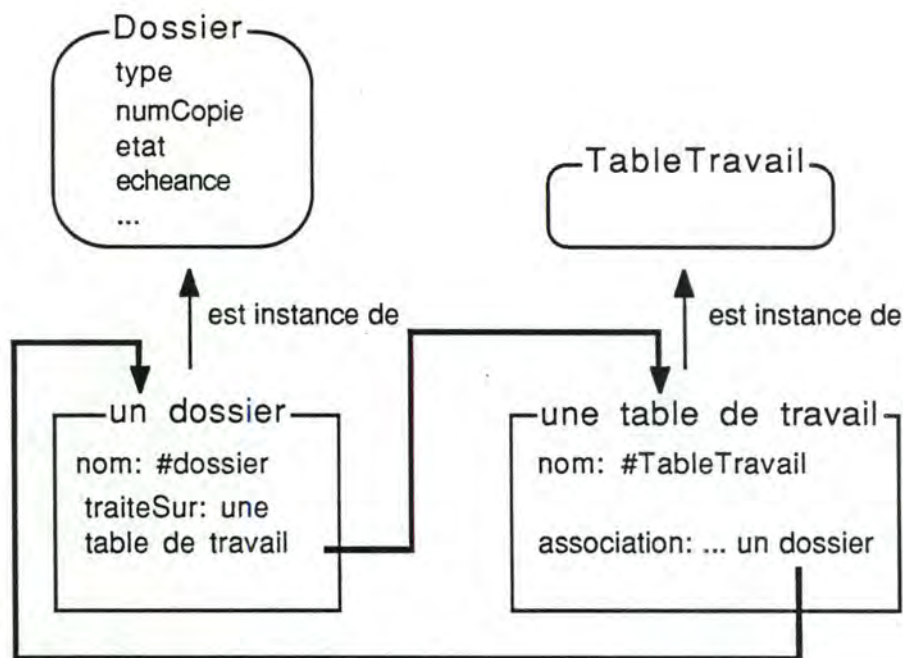 Dossier
type
numCopie
etat
echeance
...
TableTravail
est instance de
est instance de
un dossier
nom: #dossier
traiteSur: une
table de travail
une table de travail
nom: #TableTravail
association: ... un dossier